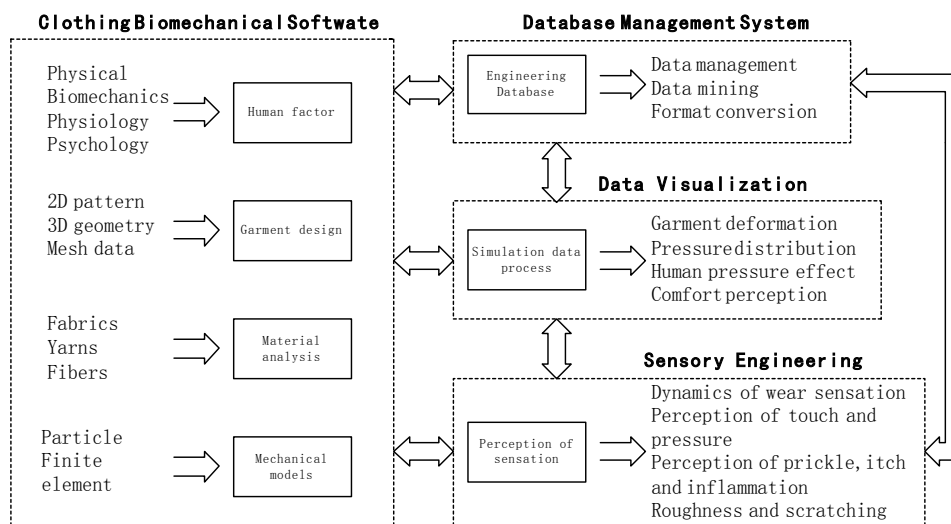 Clothing Biomechanical Softwate
Physical
Biomechanics
Physiology
Psychology
Human factor
2D pattern
3D geometry
Mesh data
Garment design
Fabrics
Yarns
Fibers
Material
analysis
Particle
Finite
element
Mechanical
models
Database Management System
Engineering
Database
Data management
Data mining
Format conversion
Data Visualization
Simulation data
process
Garment deformation
Pressure distribution
Human pressure effect
Comfort perception
Sensory Engineering
Perception of
sensation
Dynamics of wear sensation
Perception of touch and
pressure
Perception of prickle, itch
and inflammation
Roughness and scratching